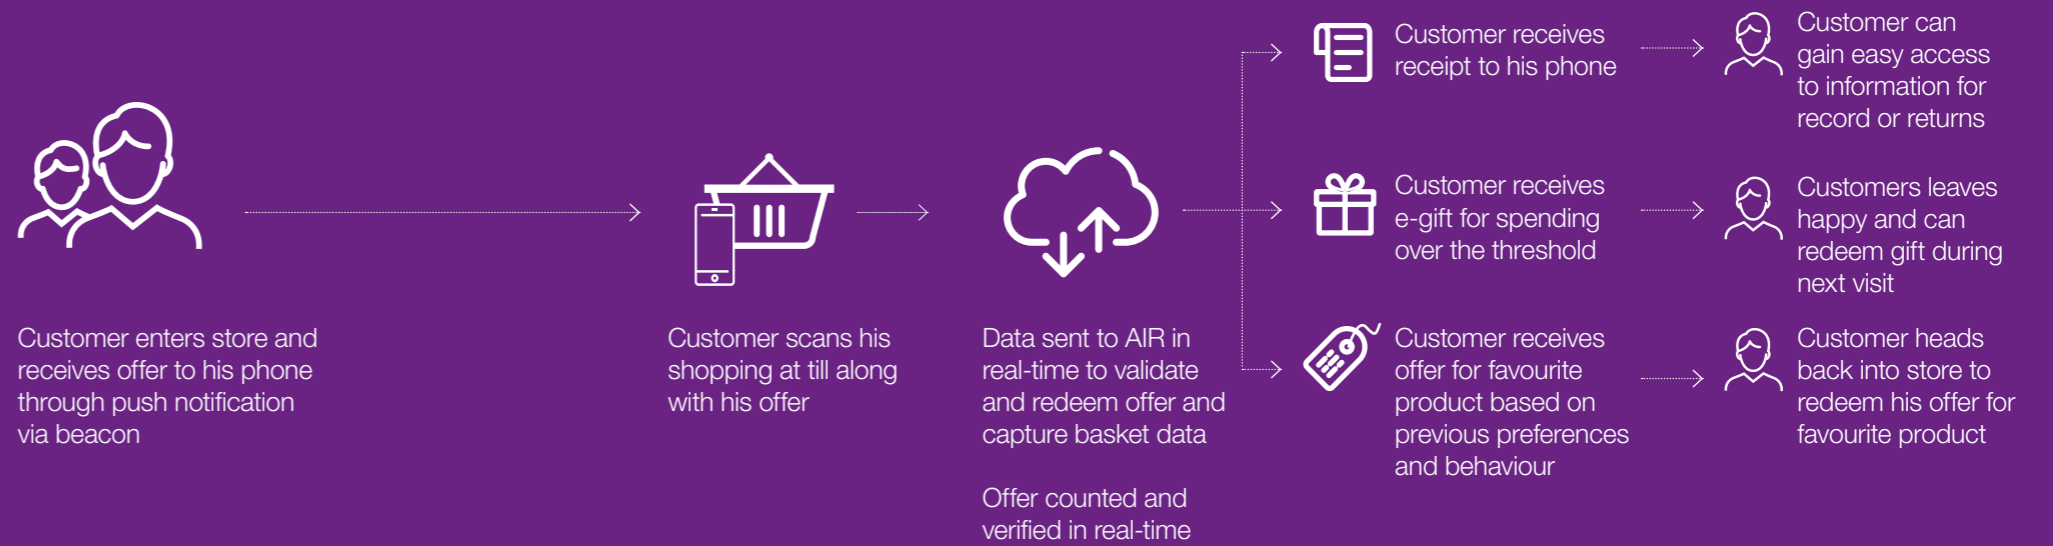 Customer enters store and
receives offer to his phone
through push notification
via beacon
Customer scans his
shopping at till along
with his offer
Data sent to AIR in
real-time to validate
and redeem offer and
capture basket data
Offer counted and
verified in real-time
Customer receives
receipt to his phone
Customer can
gain easy access
to information for
record or returns
Customer receives
e-gift for spending
over the threshold
Customers leaves
happy and can
redeem gift during
next visit
Customer receives
offer for favourite
product based on
previous preferences
and behaviour
Customer heads
back into store to
redeem his offer for
favourite product